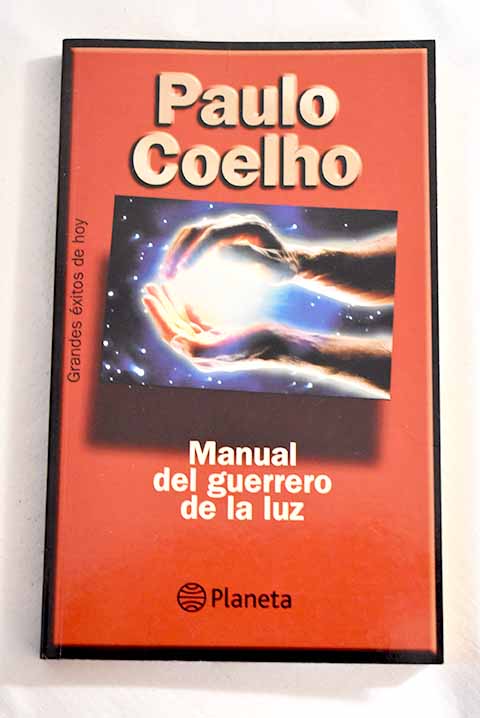 Paulo
Coelho
Grandes éxitos de hoy
Manual
del guerrero
de la luz
Planeta